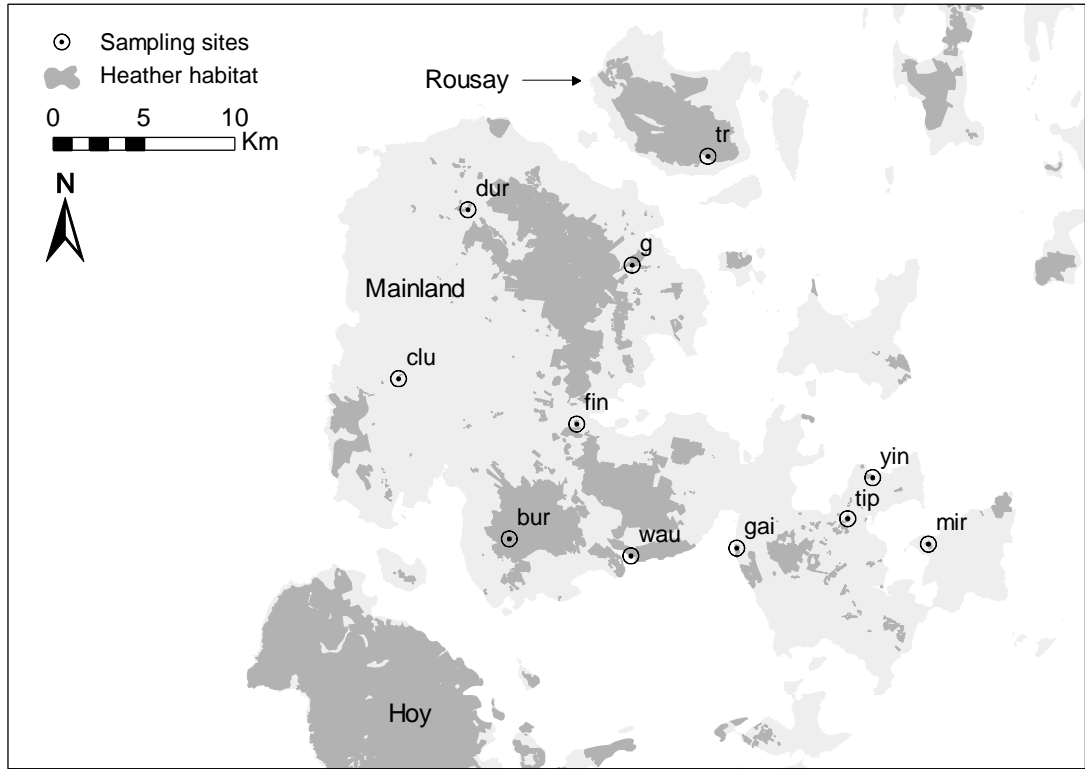 Sampling sites
Heather habitat
0 5 10
Km
N
Rousay
tr
dur
g
Mainland
clu
fin
yin
tip
bur
wau
gai
mir
Hoy